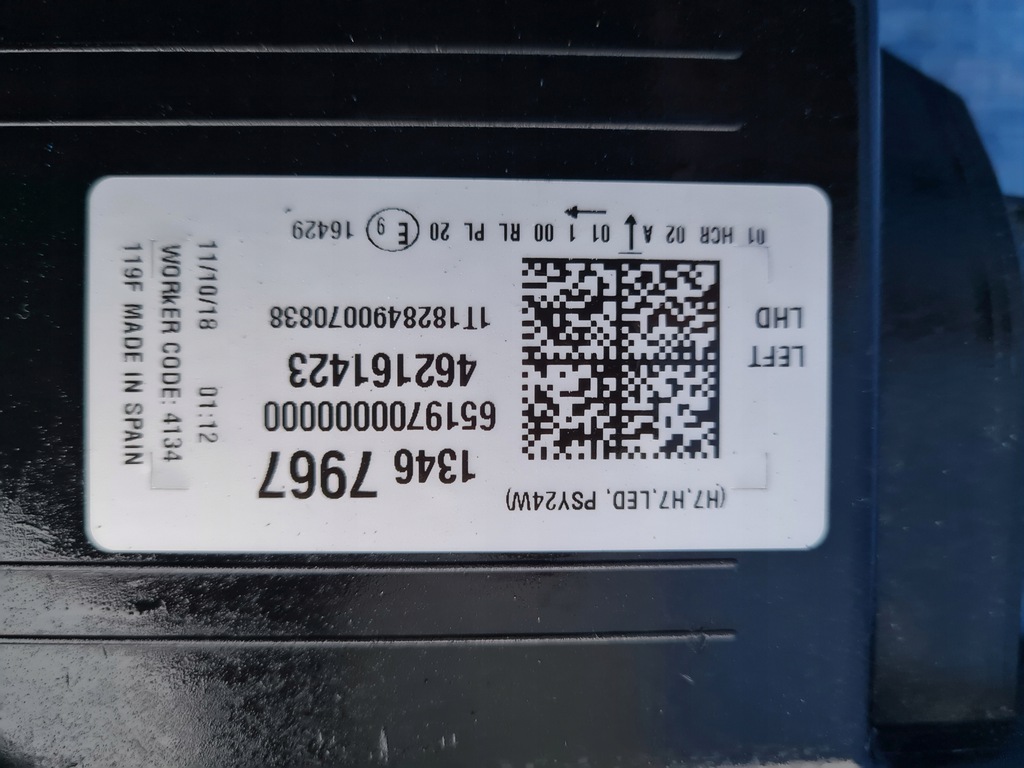 (H7,H7,LED, PSY24W)
1346 7967
651970000000
462161423
1T1828490070838
LEFT
LHD
01 HCR 02 A 01 1 00 RL PL 20 E9 16429
11/10/18 01:12
WORKER CODE: 4134
119F MADE IN SPAIN